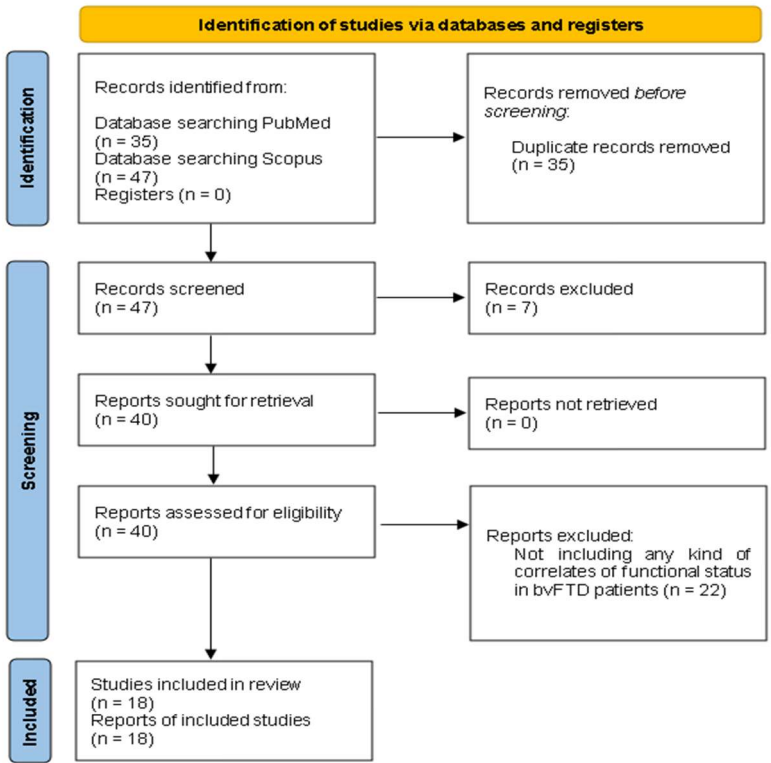 Identification of studies via databases and registers
Identification
Records identified from:
Database searching PubMed
(n = 35)
Database searching Scopus
(n = 47)
Registers (n = 0)
Records removed before
screening:
Duplicate records removed
(n = 35)
Screening
Records screened
(n = 47)
Records excluded
(n = 7)
Reports sought for retrieval
(n = 40)
Reports not retrieved
(n = 0)
Reports assessed for eligibility
(n = 40)
Reports excluded:
Not including any kind of
correlates of functional status
in bvFTD patients (n = 22)
Included
Studies included in review
(n = 18)
Reports of included studies
(n = 18)